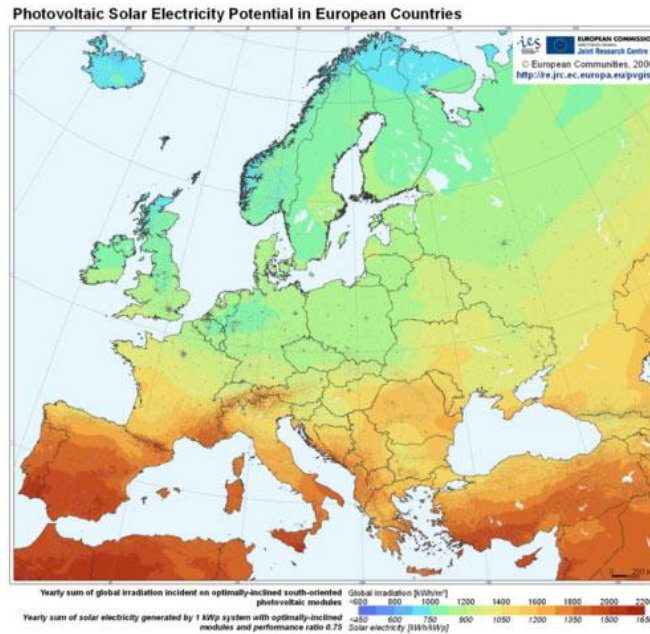 Photovoltaic Solar Electricity Potential in European Countries
ies
EUROPEAN COMMISSION
Joint Research Centre
© European Communities, 200
http://re.jrc.ec.europa.eu/pvgis
Yearly sum of global irradiation incident on optimally-inclined south-oriented
photovoltaic modules
Global irradiation [kWh/m²]
<600 800 1000 1200 1400 1600 1800 2000 2200
Yearly sum of solar electricity generated by 1 kWp system with optimally-inclined
modules and performance ratio 0.75
<450 600 750 900 1050 1200 1350 1500 1650
Solar electricity [kWh/kWp]